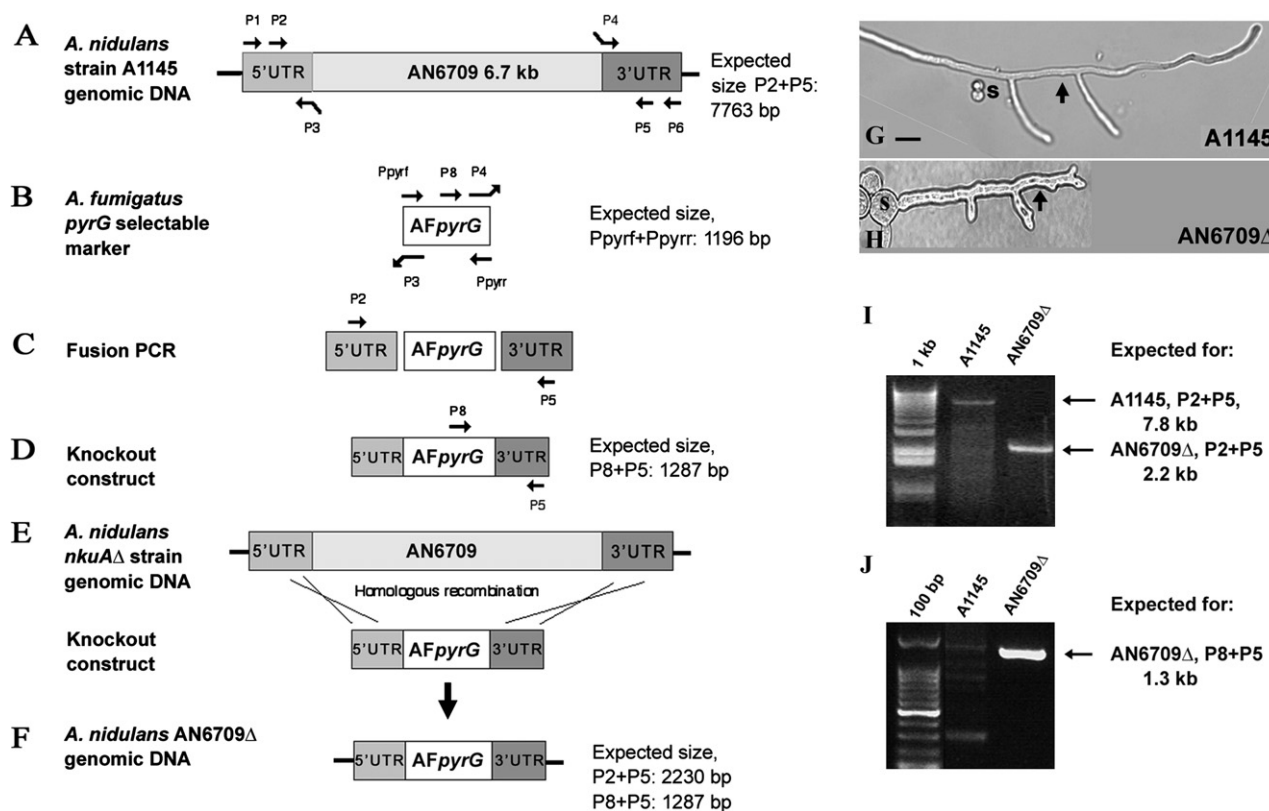 A
A. nidulans
strain A1145
genomic DNA
P1 P2 P4
5'UTR AN6709 6.7 kb 3'UTR
P3 P5 P6
Expected
size P2+P5:
7763 bp
B
A. fumigatus
pyrG selectable
marker
Ppyrf P8 P4
AFpyrG
P3 Ppyrr
Expected size,
Ppyrf+Ppyrr: 1196 bp
C
Fusion PCR
P2
5'UTR AFpyrG 3'UTR
P5
D
Knockout
construct
P8
5'UTR AFpyrG 3'UTR
P5
Expected size,
P8+P5: 1287 bp
E
A. nidulans
nkuAΔ strain
genomic DNA
5'UTR AN6709 3'UTR
Homologous recombination
Knockout
construct
5'UTR AFpyrG 3'UTR
F
A. nidulans AN6709Δ
genomic DNA
5'UTR AFpyrG 3'UTR
Expected size,
P2+P5: 2230 bp
P8+P5: 1287 bp
s
G A1145
s
H AN6709Δ
I
1 kb A1145 AN6709Δ
Expected for:
A1145, P2+P5,
7.8 kb
AN6709Δ, P2+P5
2.2 kb
J
100 bp A1145 AN6709Δ
Expected for:
AN6709Δ, P8+P5
1.3 kb